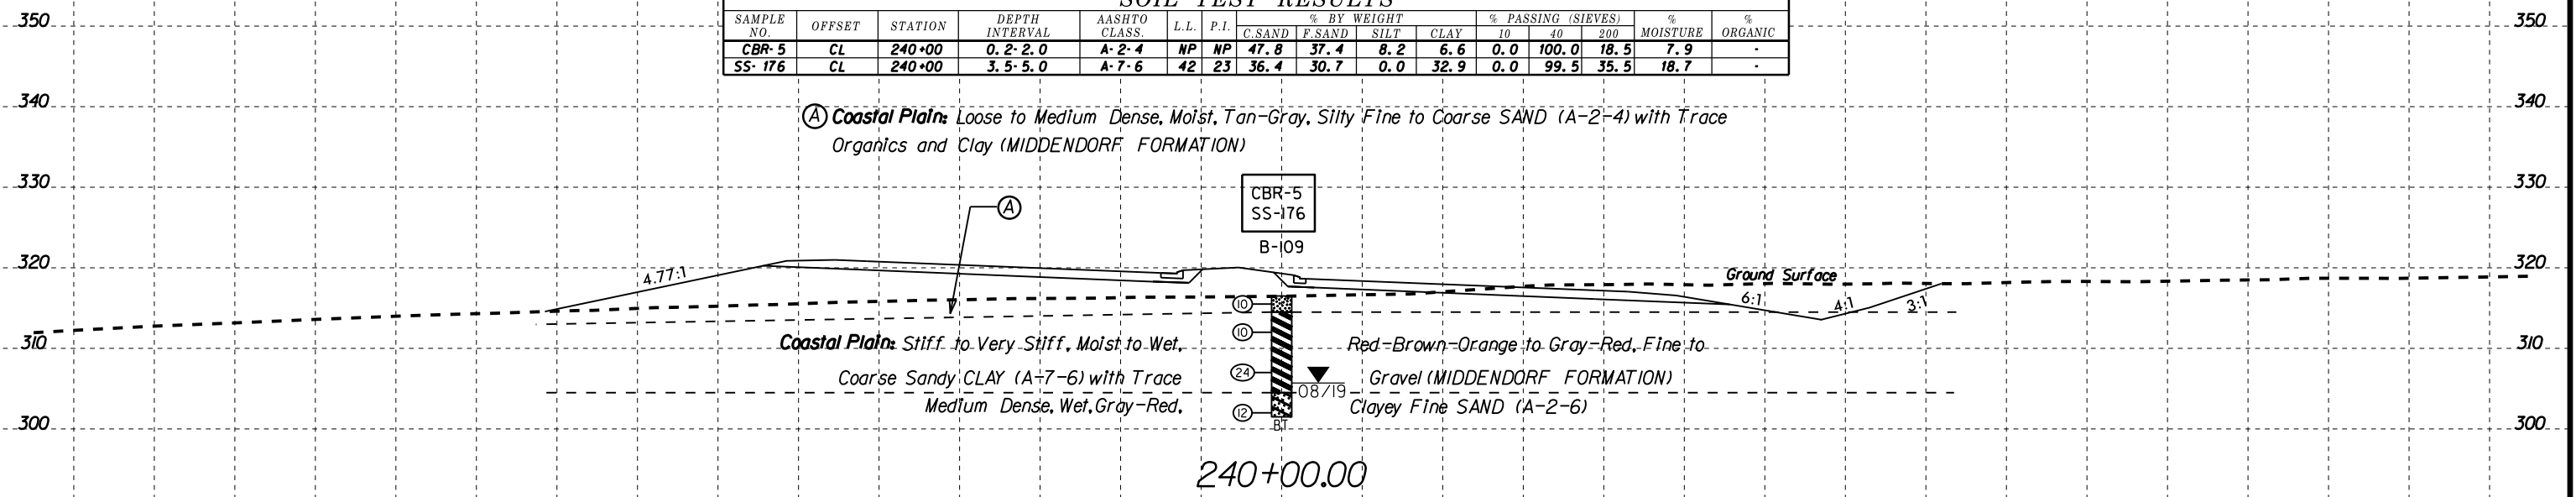 SOIL TEST RESULTS
350 SAMPLE NO. OFFSET STATION DEPTH INTERVAL AASHTO CLASS. L.L. P.I. % BY WEIGHT % PASSING (SIEVES) % MOISTURE % ORGANIC 350
C.SAND F.SAND SILT CLAY 10 40 200
CBR-5 CL 240+00 0.2-2.0 A-2-4 NP NP 47.8 37.4 8.2 6.6 0.0 100.0 18.5 7.9 -
SS-176 CL 240+00 3.5-5.0 A-7-6 42 23 36.4 30.7 0.0 32.9 0.0 99.5 35.5 18.7 -
340 340
A Coastal Plain: Loose to Medium Dense, Moist, Tan-Gray, Silty Fine to Coarse SAND (A-2-4) with Trace
Organics and Clay (MIDDENDORF FORMATION)
330 330
CBR-5
SS-176
A
B-109
320 320
4.77:1
Ground Surface
6:1 4:1 3:1
10
10
310 Coastal Plain: Stiff to Very Stiff, Moist to Wet, Red-Brown-Orange to Gray-Red, Fine to 310
24
Coarse Sandy CLAY (A-7-6) with Trace Gravel (MIDDENDORF FORMATION)
08/19
Medium Dense, Wet, Gray-Red, Clayey Fine SAND (A-2-6)
12
BT
300 300
240+00.00